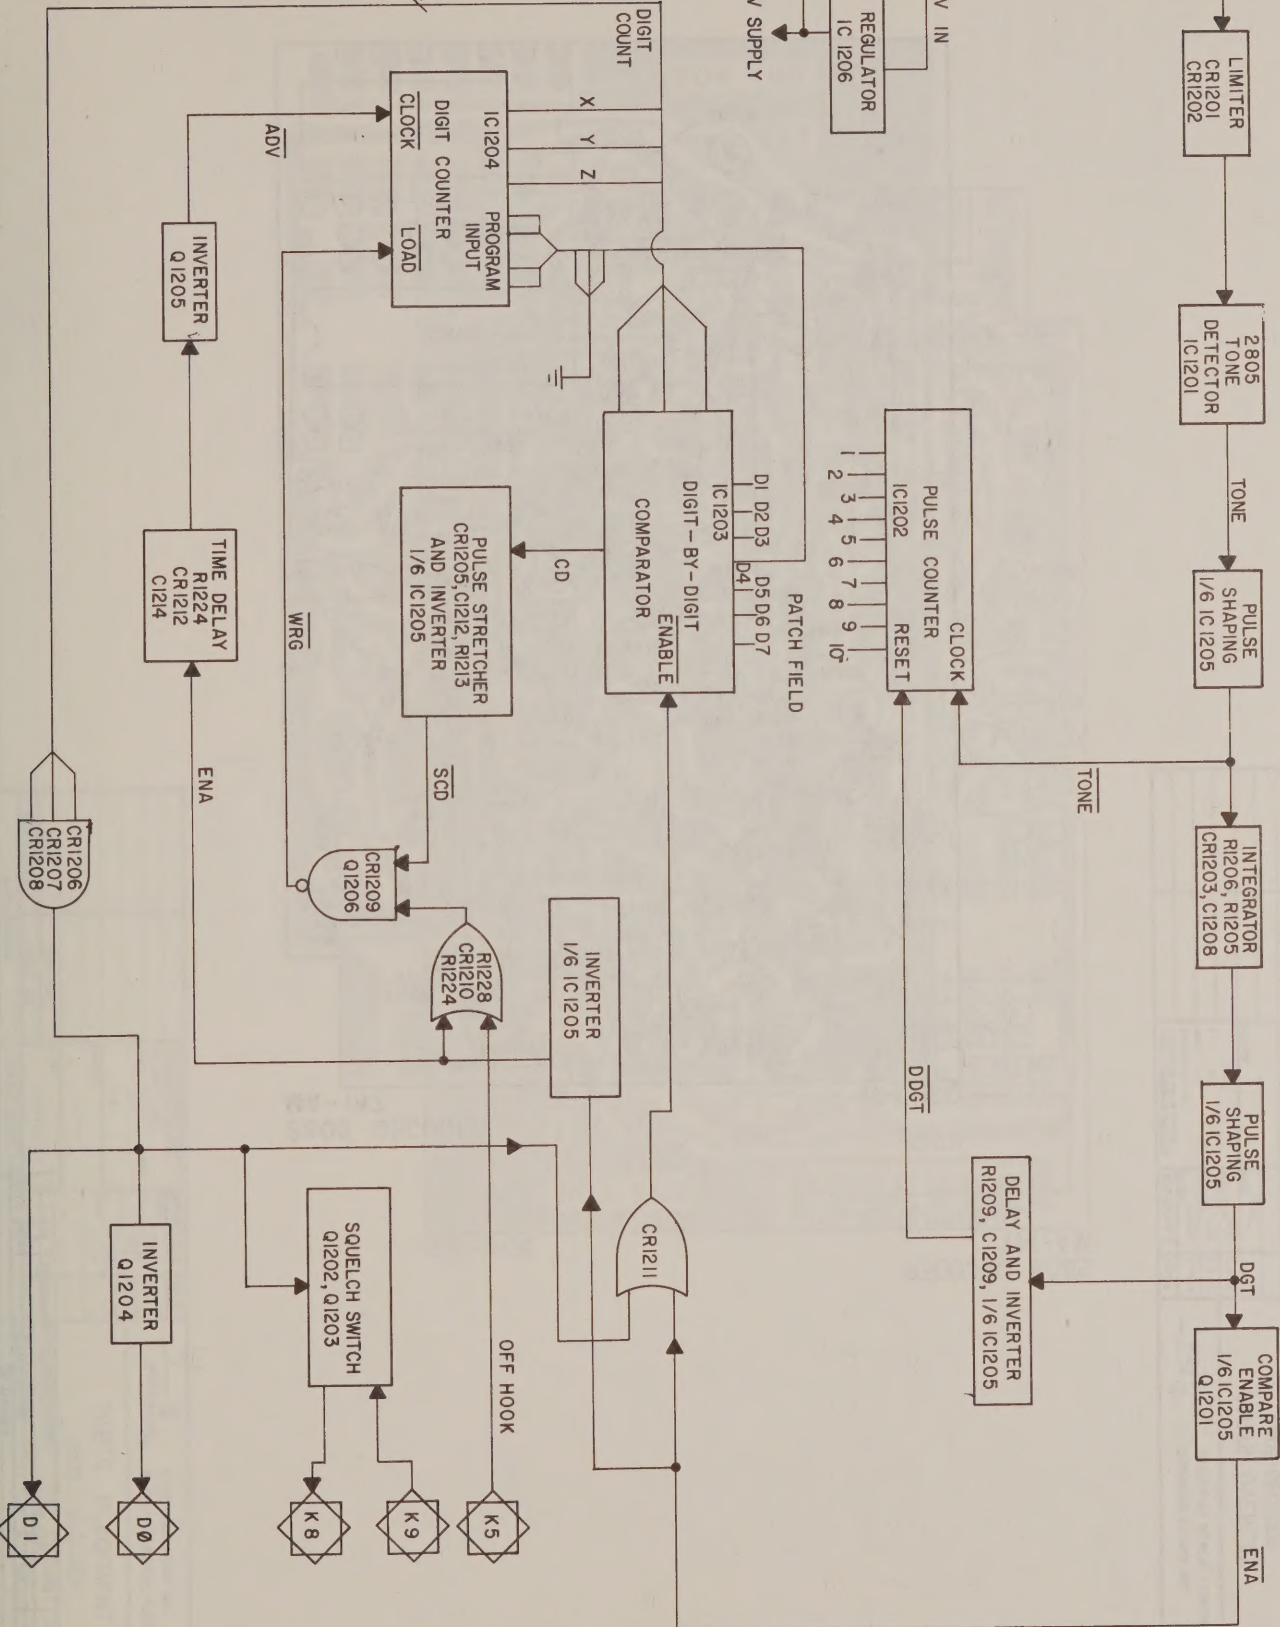 LIMITER
CR1201
CR1202
2805
TONE
DETECTOR
IC1201
TONE
PULSE
SHAPING
1/6 IC1205
INTEGRATOR
R1206, R1205
CR1203, C1208
PULSE
SHAPING
1/6 IC1205
DGT
COMPARE
ENABLE
1/6 IC1205
Q1201
ENA
TONE
DELAY AND INVERTER
R1209, C1209, 1/6 IC1205
DDGT
V IN
REGULATOR
IC 1206
V SUPPLY
CLOCK
PULSE COUNTER
IC1202
RESET
1 2 3 4 5 6 7 8 9 10
PATCH FIELD
D1 D2 D3 D4 D5 D6 D7
IC1203
DIGIT-BY-DIGIT
ENABLE
COMPARATOR
CR1211
DIGIT
COUNT
X Y Z
IC1204
PROGRAM
INPUT
DIGIT COUNTER
CLOCK
LOAD
CD
PULSE STRETCHER
CR1205, C1212, R1213
AND INVERTER
1/6 IC1205
SCD
INVERTER
1/6 IC1205
R1228
CR1210
R1224
CR1209
Q1206
OFF HOOK
K5
K9
K8
SQUELCH SWITCH
Q1202, Q1203
WRG
ADV
INVERTER
Q1205
TIME DELAY
R1224
CR1212
C1214
ENA
INVERTER
Q1204
DØ
CR1206
CR1207
CR1208
D1